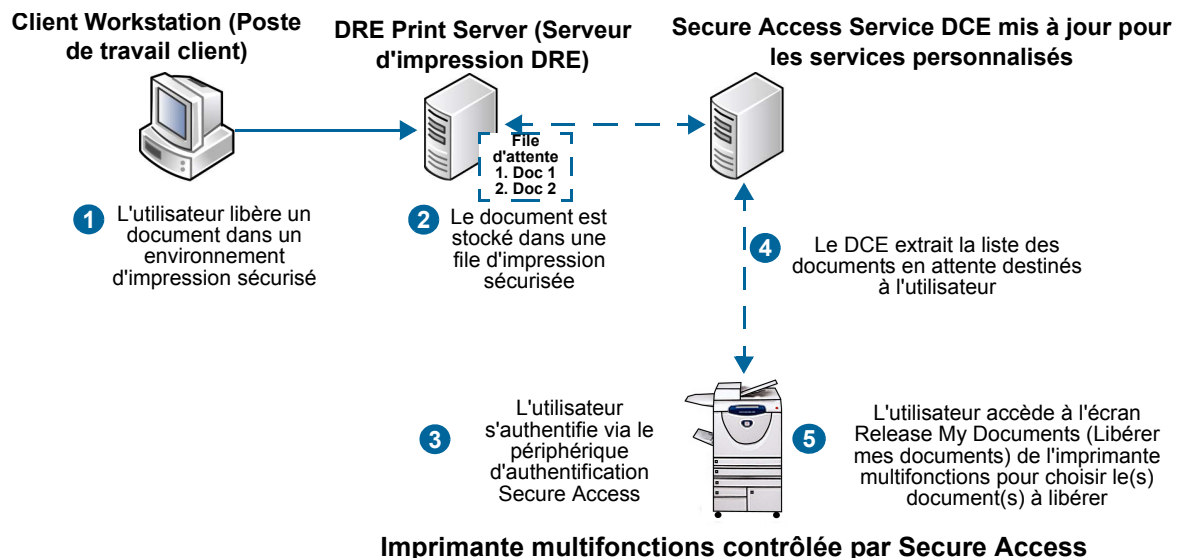 Client Workstation (Poste
de travail client)
DRE Print Server (Serveur
d'impression DRE)
Secure Access Service DCE mis à jour pour
les services personnalisés
File
d'attente
1. Doc 1
2. Doc 2
1
L'utilisateur libère un
document dans un
environnement
d'impression sécurisé
2
Le document est
stocké dans une
file d'impression
sécurisée
4
Le DCE extrait la liste des
documents en attente destinés
à l'utilisateur
3
L'utilisateur
s'authentifie via le
périphérique
d'authentification
Secure Access
5
L'utilisateur accède à l'écran
Release My Documents (Libérer
mes documents) de l'imprimante
multifonctions pour choisir le(s)
document(s) à libérer
Imprimante multifonctions contrôlée par Secure Access